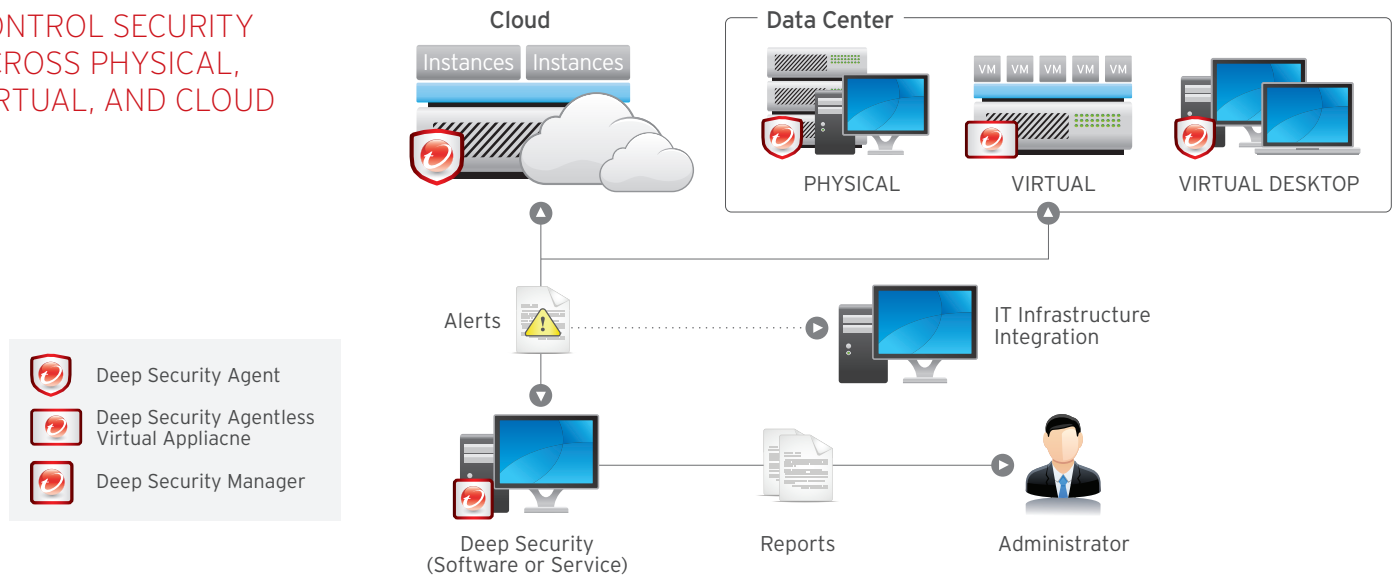 ONTROL SECURITY
CROSS PHYSICAL,
RTUAL, AND CLOUD
Cloud
Instances Instances
Data Center
VM VM VM VM VM
PHYSICAL
VIRTUAL
VIRTUAL DESKTOP
Alerts
IT Infrastructure
Integration
Deep Security Agent
Deep Security Agentless
Virtual Appliacne
Deep Security Manager
Deep Security
(Software or Service)
Reports
Administrator